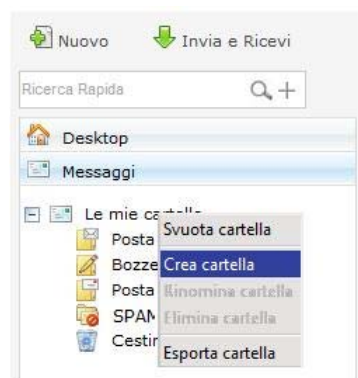 Nuovo Invia e Ricevi
Ricerca Rapida
Desktop
Messaggi
Le mie cartelle
Svuota cartella
Posta
Bozze Crea cartella
Posta Rinomina cartella
SPAM Elimina cartella
Cestin
Esporta cartella